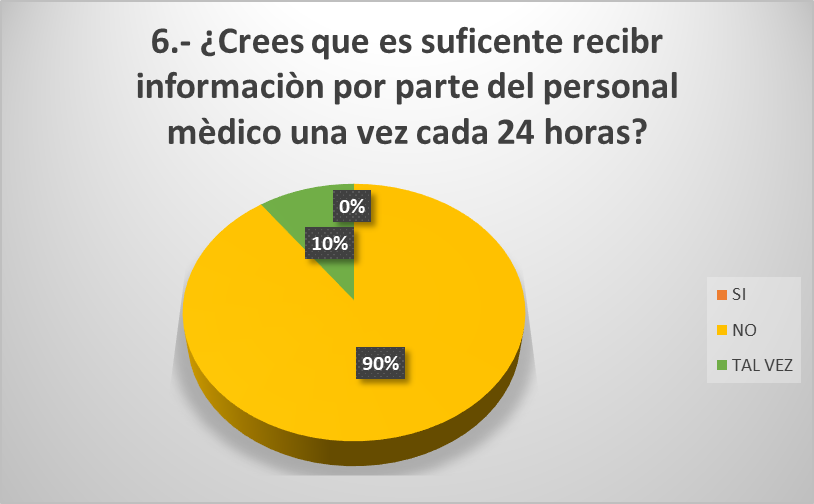 6.- ¿Crees que es suficente recibr
informaciòn por parte del personal
mèdico una vez cada 24 horas?
0%
10%
90%
SI
NO
TAL VEZ